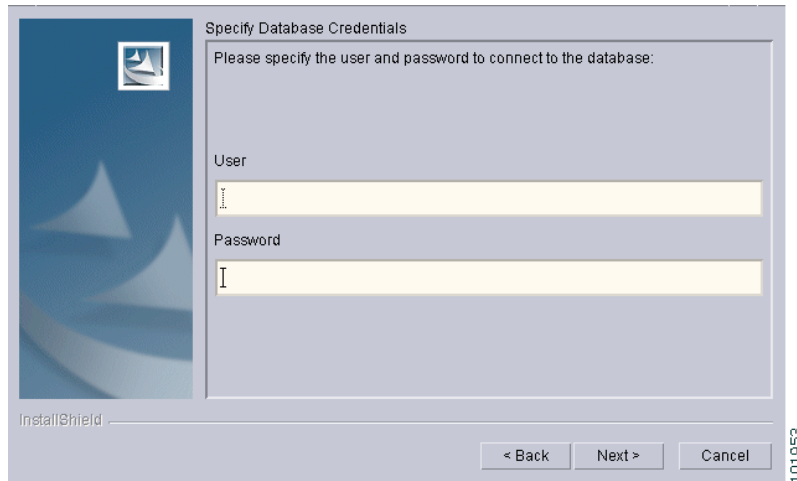 Specify Database Credentials
Please specify the user and password to connect to the database:
User
Password
InstallShield
< Back
Next >
Cancel
101953